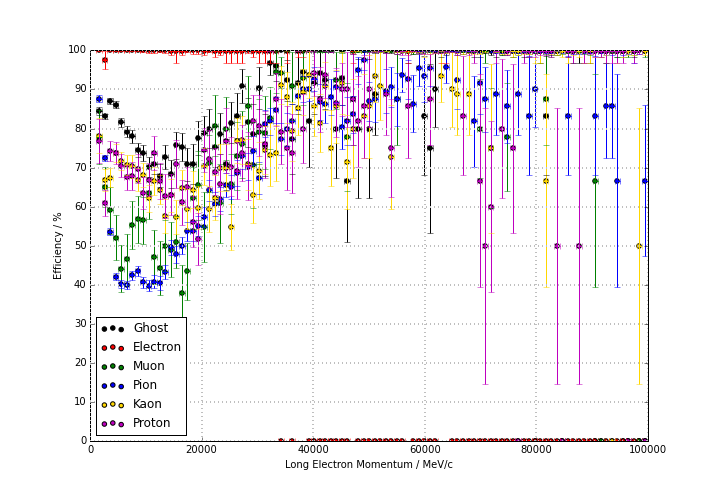 100
90
80
70
60
50
40
30
20
10
0
Efficiency / %
Ghost
Electron
Muon
Pion
Kaon
Proton
0 20000 40000 60000 80000 100000
Long Electron Momentum / MeV/c